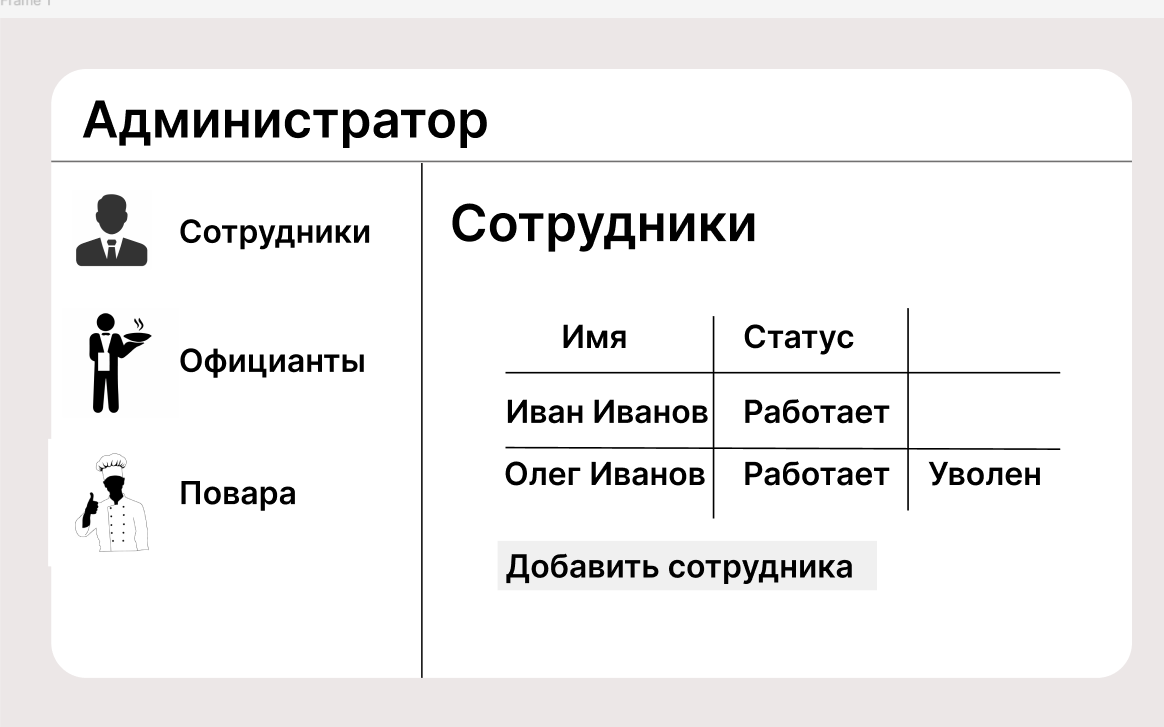 Frame 1
Администратор
Сотрудники
Официанты
Повара
Сотрудники
Имя Статус
Иван Иванов Работает
Олег Иванов Работает Уволен
Добавить сотрудника